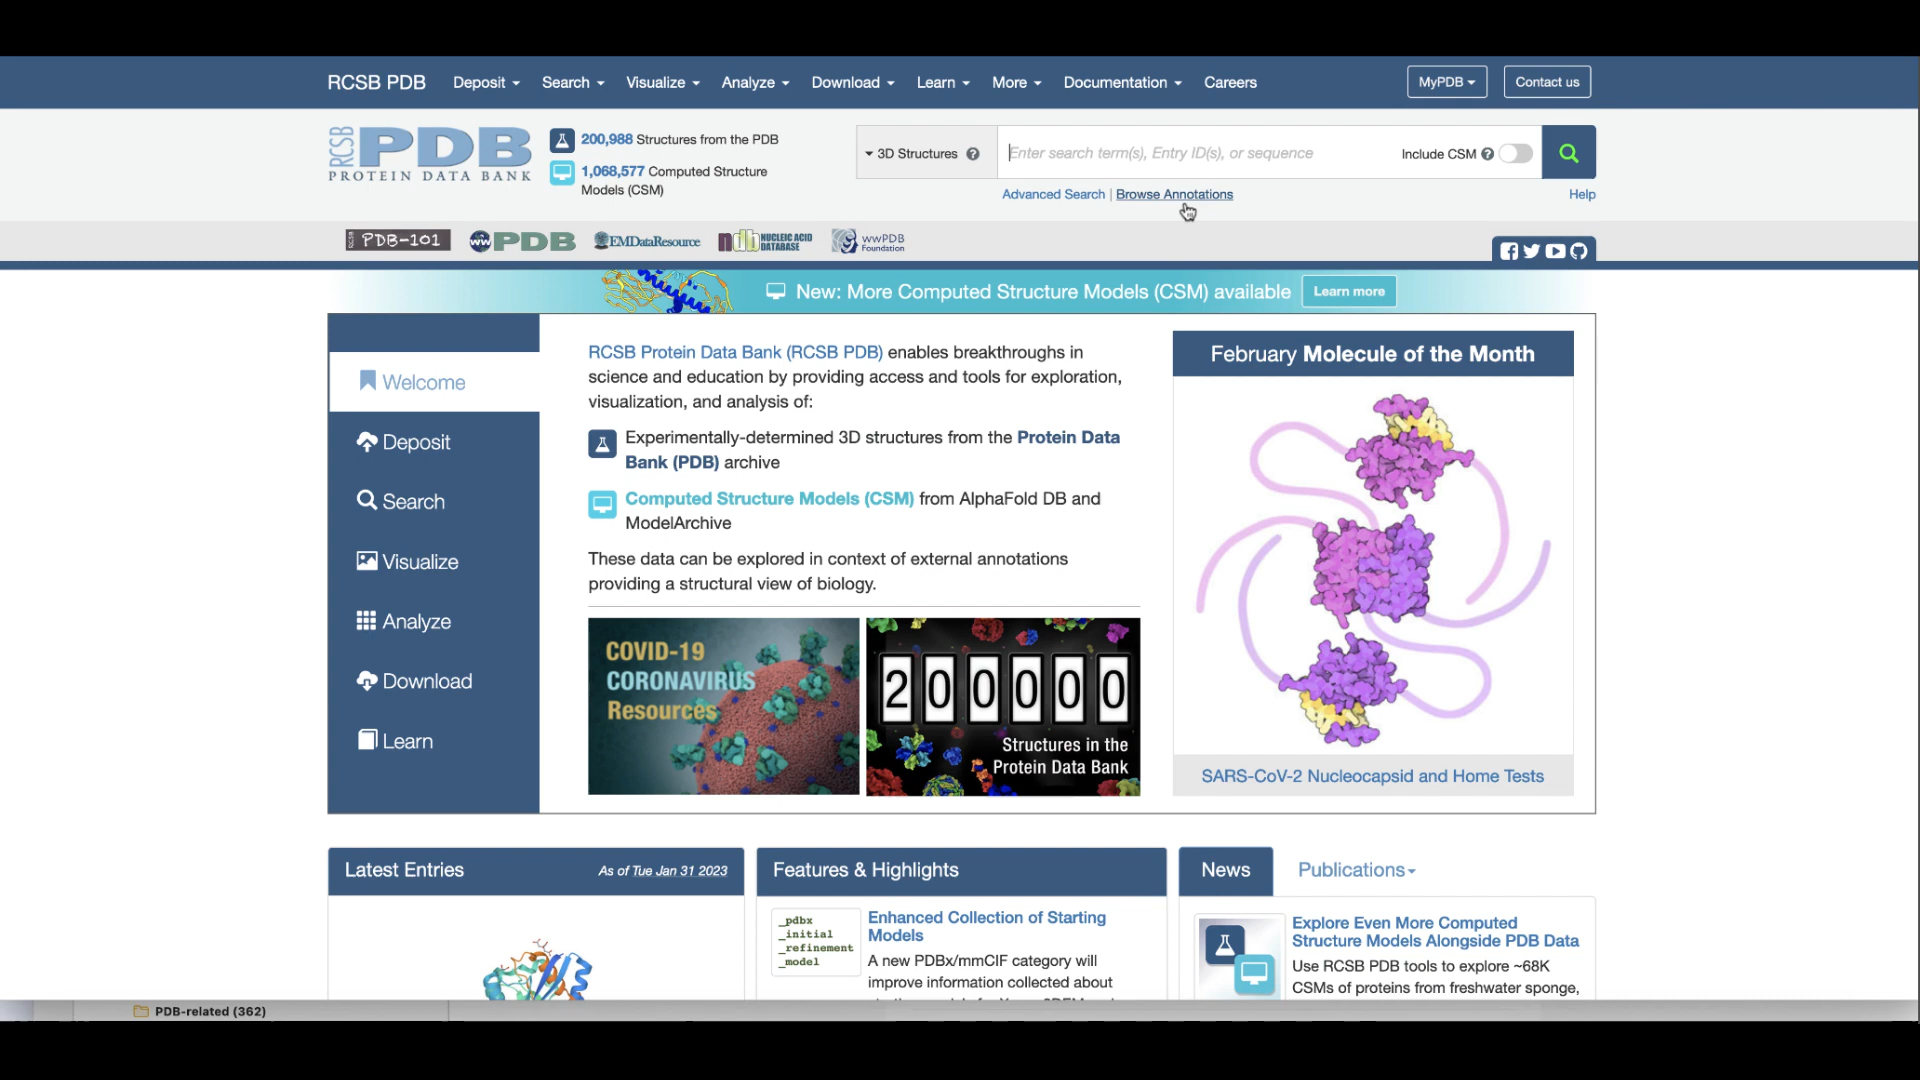 RCSB PDB Deposit Search Visualize Analyze Download Learn More Documentation Careers MyPDB Contact us
RCSB PDB
PROTEIN DATA BANK
200,988 Structures from the PDB
1,068,577 Computed Structure
Models (CSM)
3D Structures ? Enter search term(s), Entry ID(s), or sequence Include CSM ?
Advanced Search | Browse Annotations Help
RCSB PDB-101 WWPDB EMDataResource ndb NUCLEIC ACID DATABASE wwPDB Foundation
New: More Computed Structure Models (CSM) available Learn more
Welcome
Deposit
Search
Visualize
Analyze
Download
Learn
RCSB Protein Data Bank (RCSB PDB) enables breakthroughs in
science and education by providing access and tools for exploration,
visualization, and analysis of:
Experimentally-determined 3D structures from the Protein Data
Bank (PDB) archive
Computed Structure Models (CSM) from AlphaFold DB and
ModelArchive
These data can be explored in context of external annotations
providing a structural view of biology.
COVID-19
CORONAVIRUS
Resources
200000
Structures in the
Protein Data Bank
February Molecule of the Month
SARS-CoV-2 Nucleocapsid and Home Tests
Latest Entries As of Tue Jan 31 2023
Features & Highlights
_pdbx
_initial
_refinement
_model
Enhanced Collection of Starting
Models
A new PDBx/mmCIF category will
improve information collected about
News Publications
Explore Even More Computed
Structure Models Alongside PDB Data
Use RCSB PDB tools to explore ~68K
CSMs of proteins from freshwater sponge,
PDB-related (362)